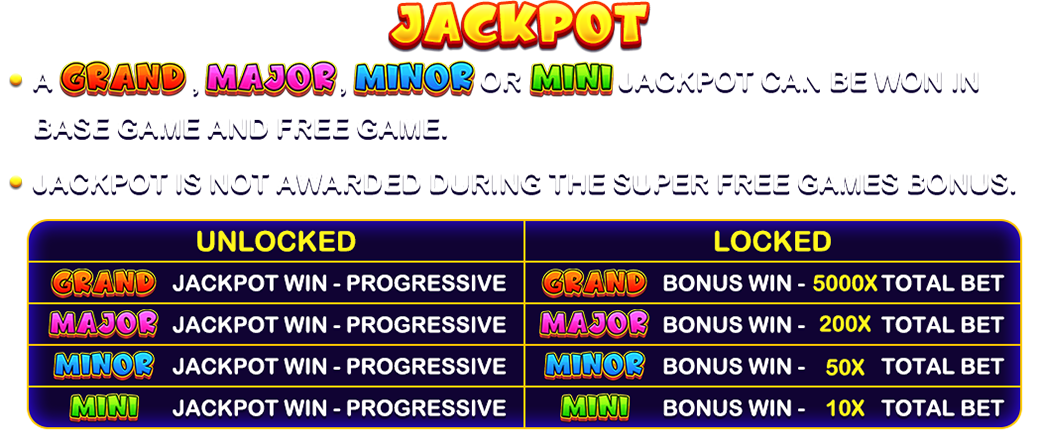 JACKPOT
• A GRAND, MAJOR, MINOR OR MINI JACKPOT CAN BE WON IN
BASE GAME AND FREE GAME.
• JACKPOT IS NOT AWARDED DURING THE SUPER FREE GAMES BONUS.
UNLOCKED LOCKED
GRAND JACKPOT WIN - PROGRESSIVE GRAND BONUS WIN - 5000X TOTAL BET
MAJOR JACKPOT WIN - PROGRESSIVE MAJOR BONUS WIN - 200X TOTAL BET
MINOR JACKPOT WIN - PROGRESSIVE MINOR BONUS WIN - 50X TOTAL BET
MINI JACKPOT WIN - PROGRESSIVE MINI BONUS WIN - 10X TOTAL BET